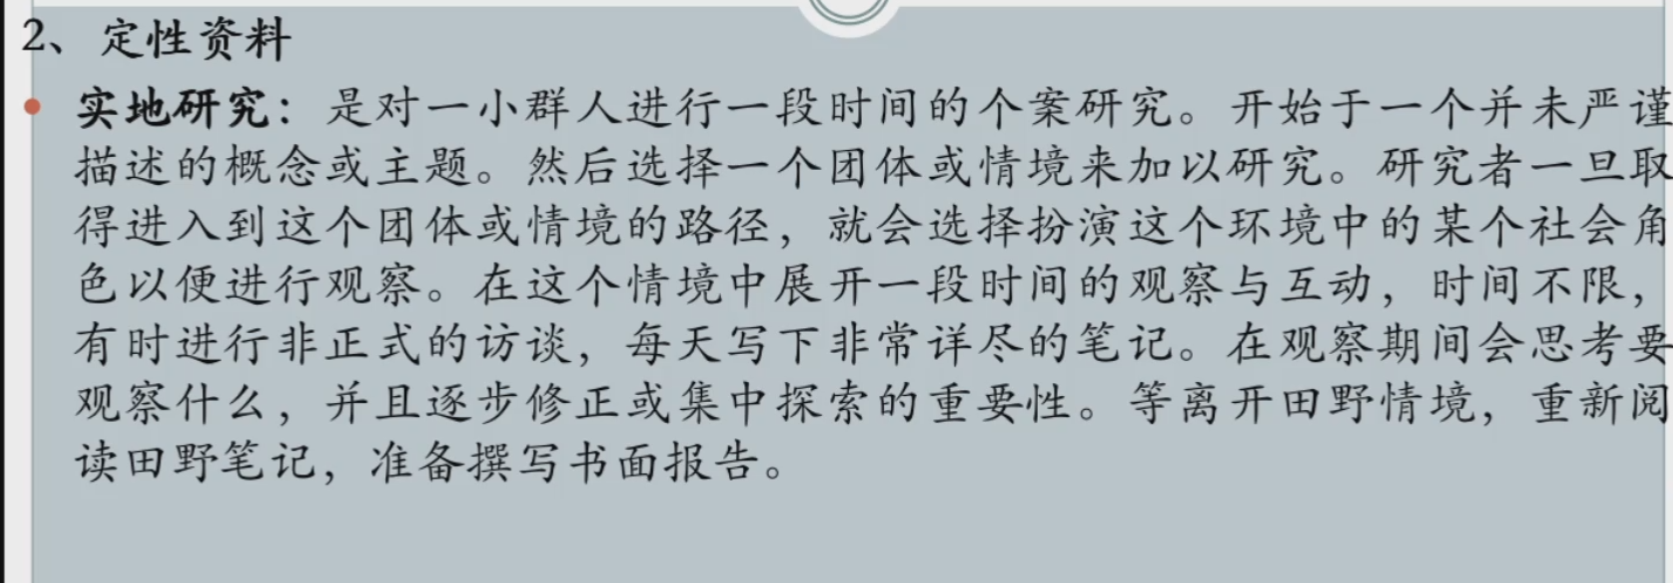 2、定性资料
实地研究：是对一小群人进行一段时间的个案研究。开始于一个并未严谨
描述的概念或主题。然后选择一个团体或情境来加以研究。研究者一旦取
得进入到这个团体或情境的路径，就会选择扮演这个环境中的某个社会角
色以便进行观察。在这个情境中展开一段时间的观察与互动，时间不限，
有时进行非正式的访谈，每天写下非常详尽的笔记。在观察期间会思考要
观察什么，并且逐步修正或集中探索的重要性。等离开田野情境，重新阅
读田野笔记，准备撰写书面报告。